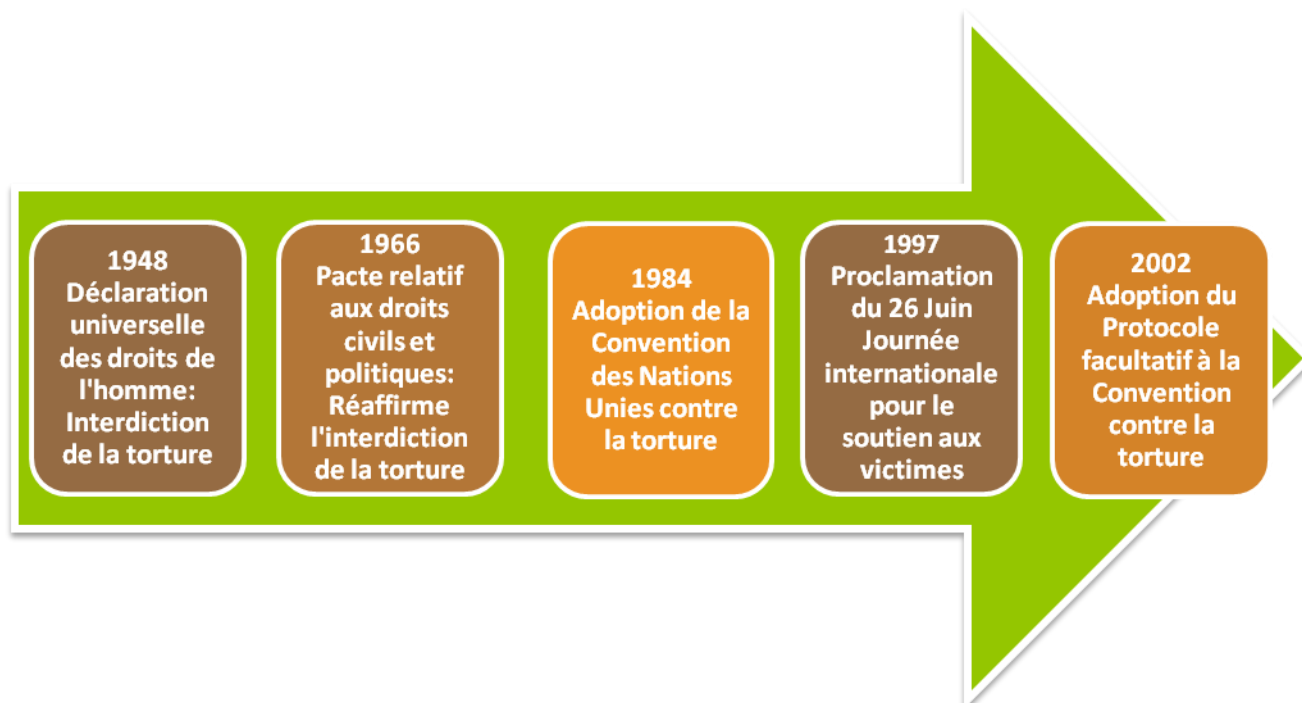 1948
Déclaration
universelle
des droits de
l'homme:
Interdiction
de la torture
1966
Pacte relatif
aux droits
civils et
politiques:
Réaffirme
l'interdiction
de la torture
1984
Adoption de la
Convention
des Nations
Unies contre
la torture
1997
Proclamation
du 26 Juin
Journée
internationale
pour le
soutien aux
victimes
2002
Adoption du
Protocole
facultatif à la
Convention
contre la
torture